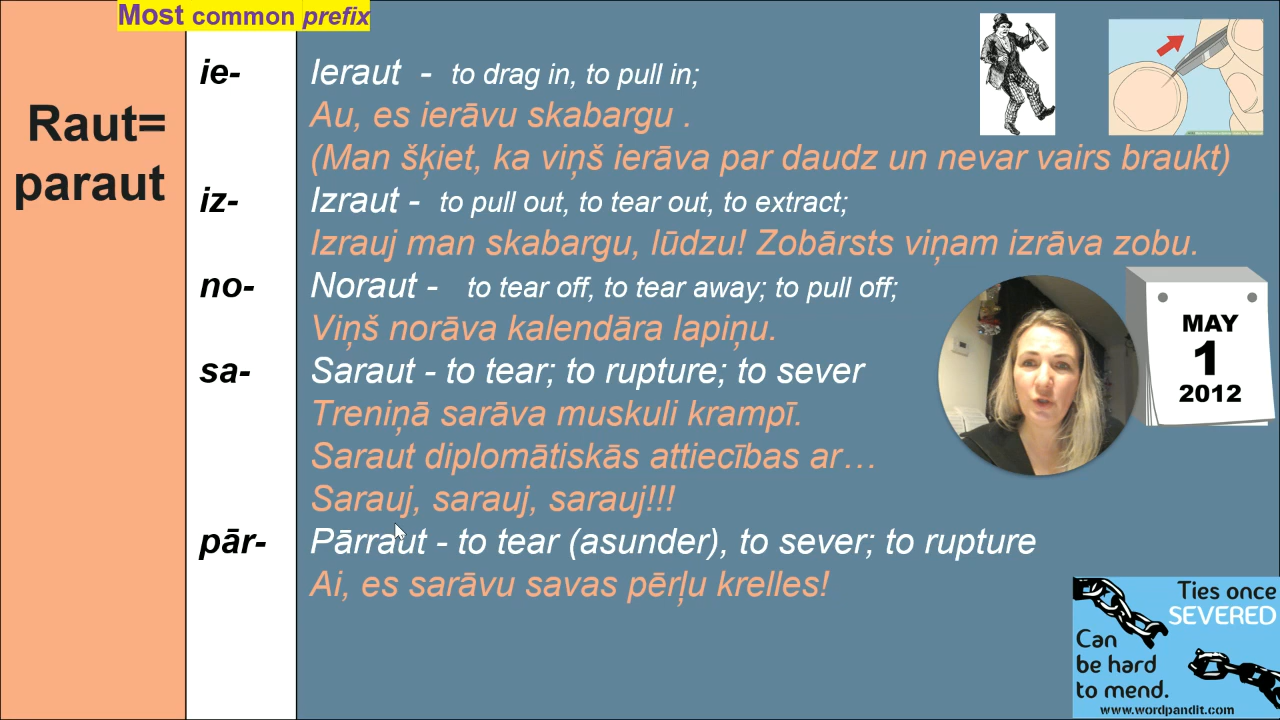 Most common prefix
Raut=
paraut
ie-
Ieraut - to drag in, to pull in;
Au, es ierāvu skabargu .
(Man šķiet, ka viņš ierāva par daudz un nevar vairs braukt)
iz-
Izraut - to pull out, to tear out, to extract;
Izrauj man skabargu, lūdzu! Zobārsts viņam izrāva zobu.
no-
Noraut - to tear off, to tear away; to pull off;
Viņš norāva kalendāra lapiņu.
sa-
Saraut - to tear; to rupture; to sever
Treniņā sarāva muskuli krampī.
Saraut diplomātiskās attiecības ar…
Sarauj, sarauj, sarauj!!!
pār-
Pārraut - to tear (asunder), to sever; to rupture
Ai, es sarāvu savas pērļu krelles!
MAY
1
2012
Ties once
SEVERED
Can
be hard
to mend.
www.wordpandit.com